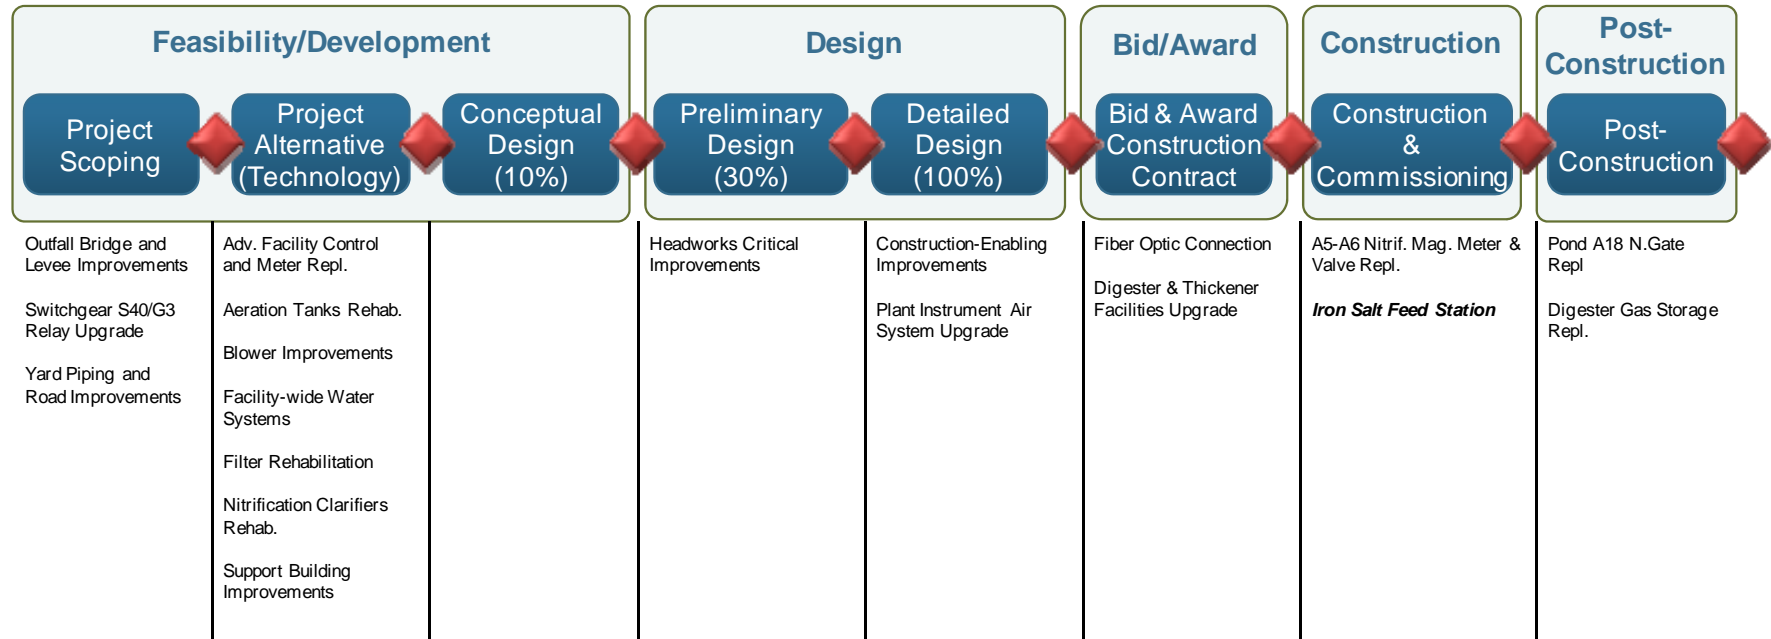 Feasibility/Development
Design
Bid/Award
Construction
Post-
Construction
Project
Scoping
Project
Alternative
(Technology)
Conceptual
Design
(10%)
Preliminary
Design
(30%)
Detailed
Design
(100%)
Bid & Award
Construction
Contract
Construction
&
Commissioning
Post-
Construction
Outfall Bridge and
Levee Improvements
Switchgear S40/G3
Relay Upgrade
Yard Piping and
Road Improvements
Adv. Facility Control
and Meter Repl.
Aeration Tanks Rehab.
Blower Improvements
Facility-wide Water
Systems
Filter Rehabilitation
Nitrification Clarifiers
Rehab.
Support Building
Improvements
Headworks Critical
Improvements
Construction-Enabling
Improvements
Plant Instrument Air
System Upgrade
Fiber Optic Connection
Digester & Thickener
Facilities Upgrade
A5-A6 Nitrif. Mag. Meter &
Valve Repl.
Iron Salt Feed Station
Pond A18 N.Gate
Repl
Digester Gas Storage
Repl.